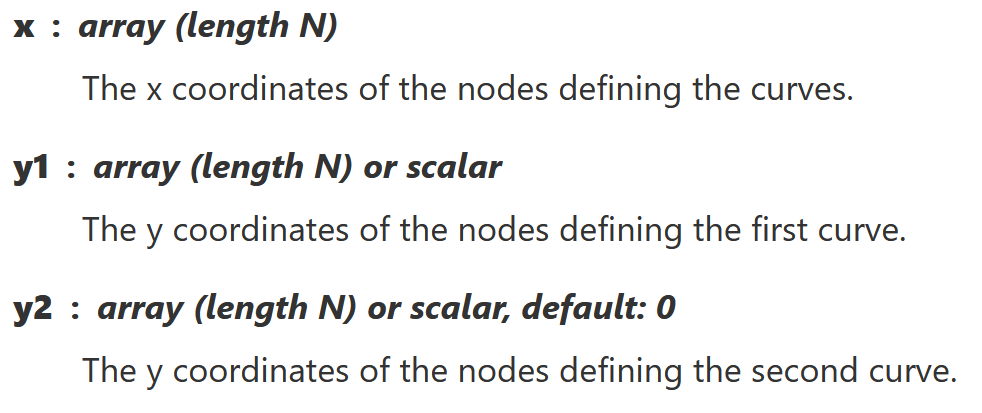 x : array (length N)
The x coordinates of the nodes defining the curves.
y1 : array (length N) or scalar
The y coordinates of the nodes defining the first curve.
y2 : array (length N) or scalar, default: 0
The y coordinates of the nodes defining the second curve.